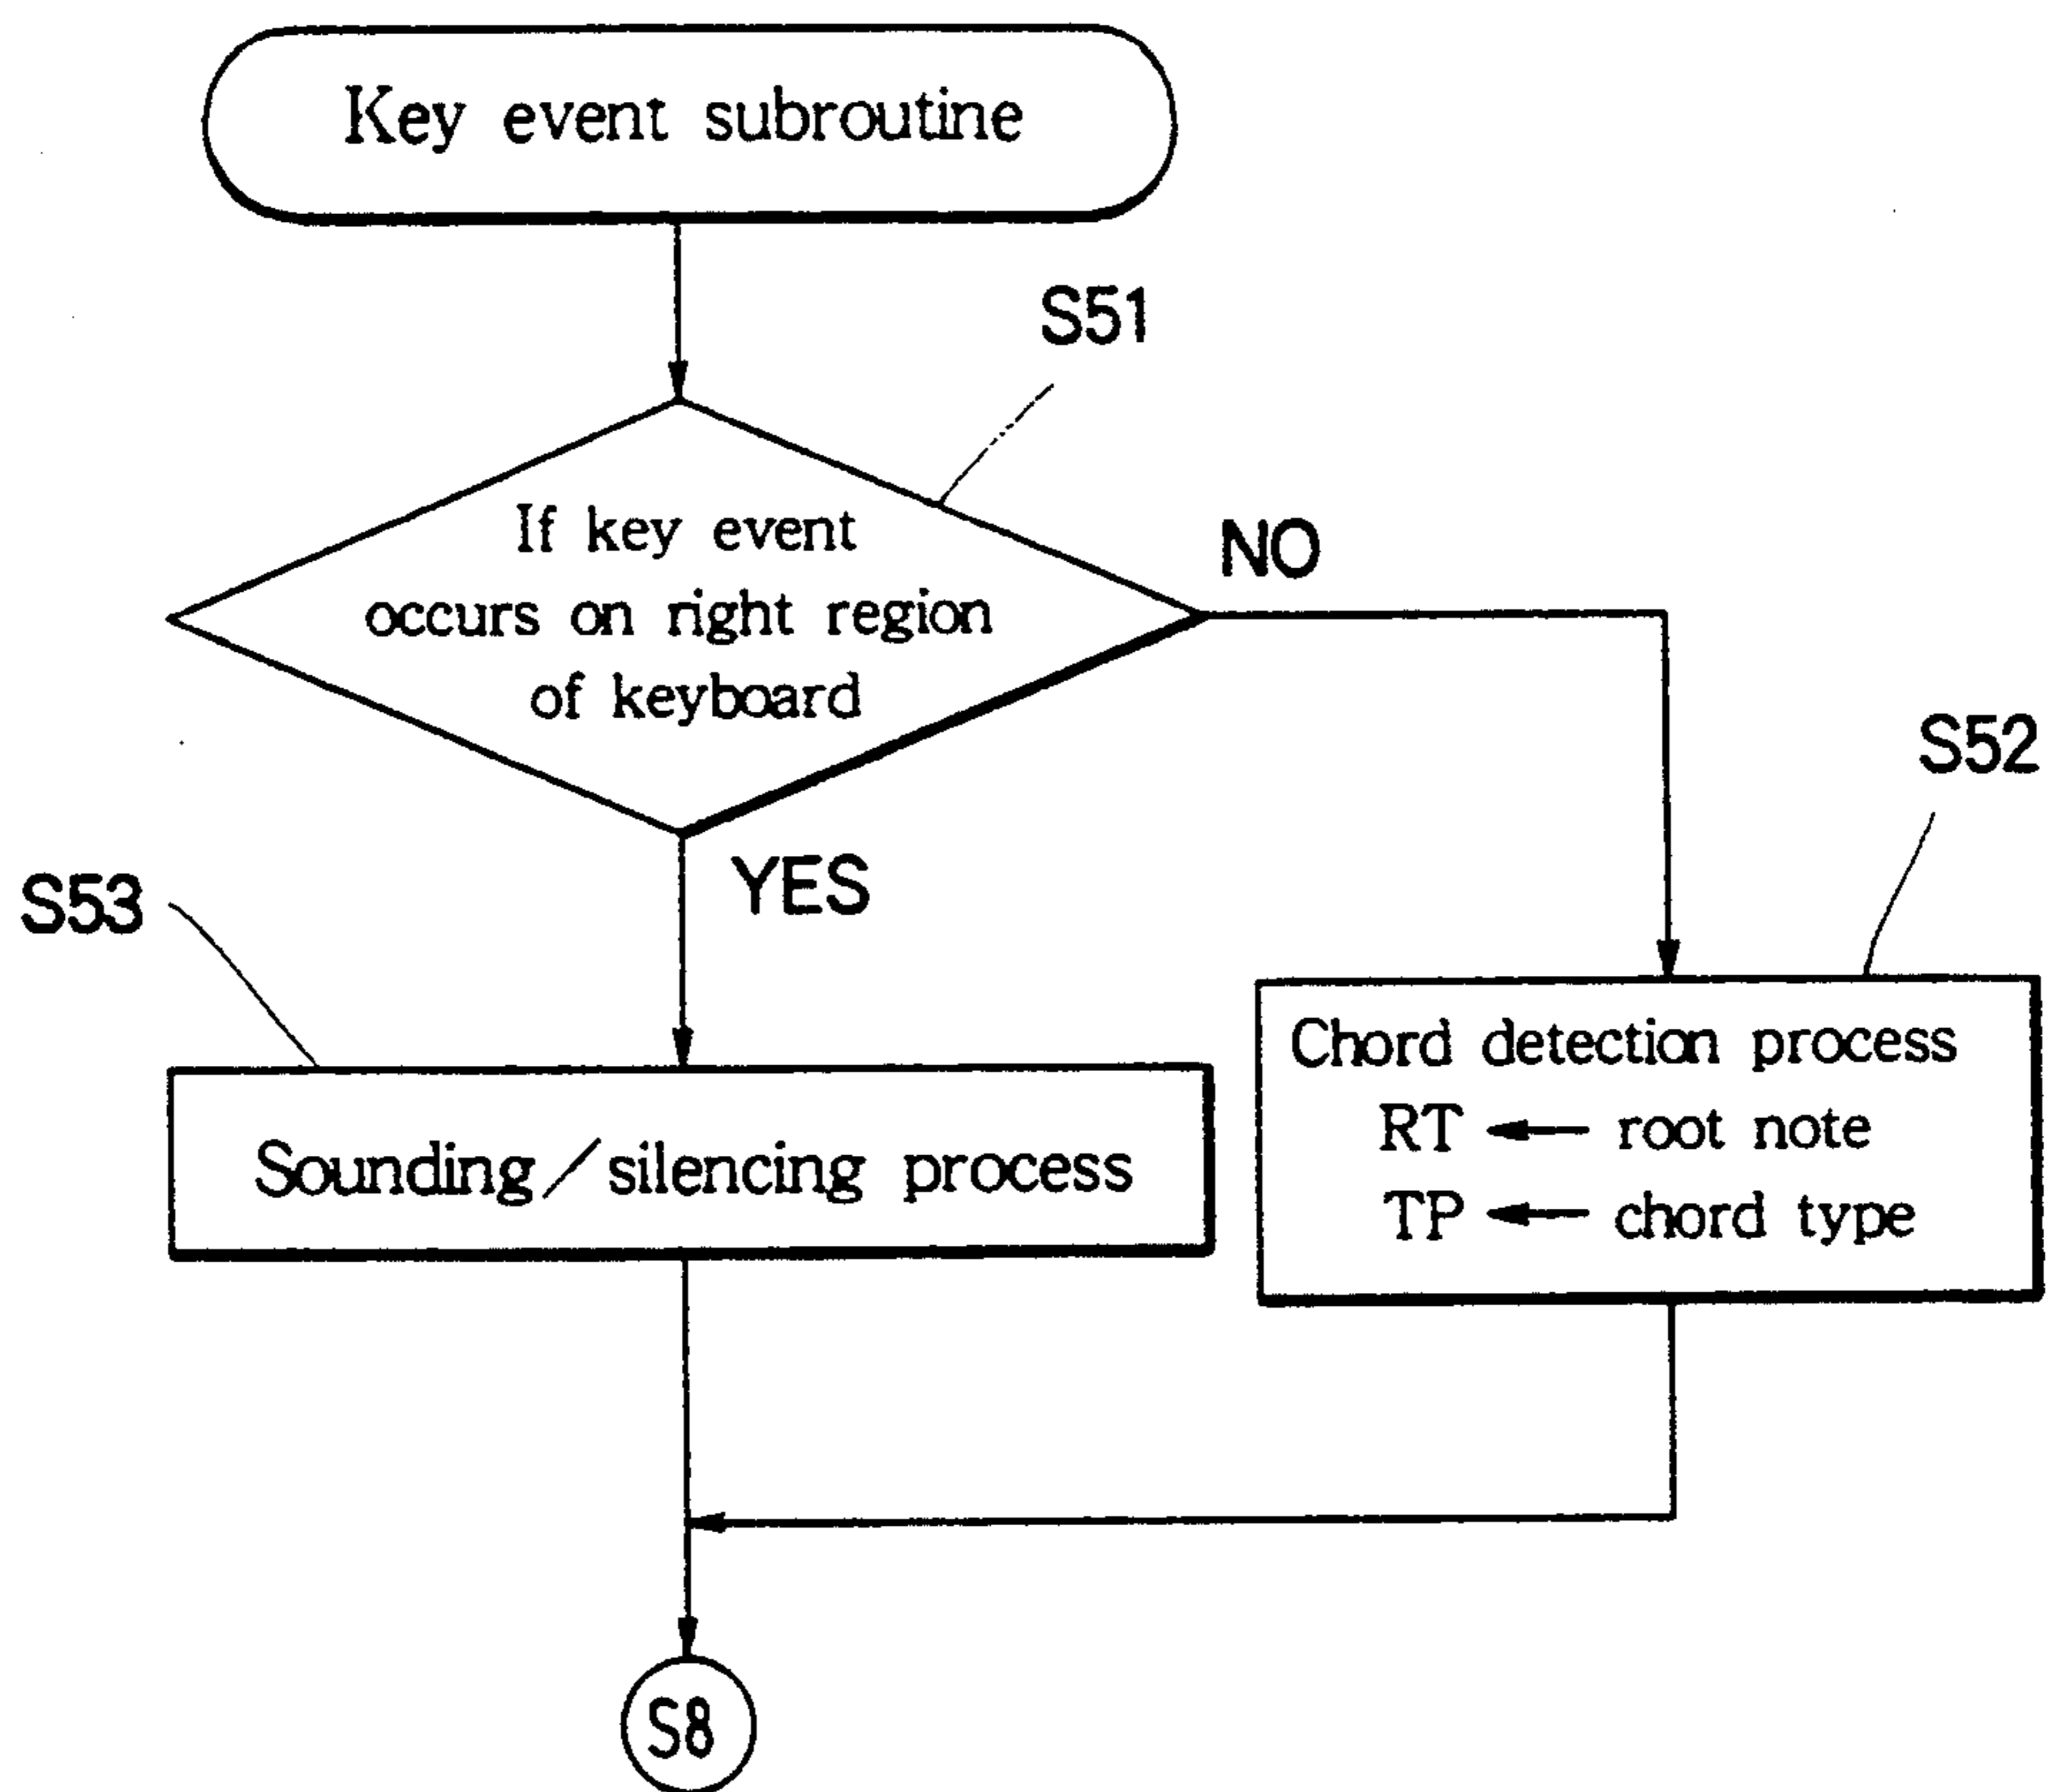 Key event subroutine
S51
If key event
occurs on right region
of keyboard
NO
YES
S52
S53
Chord detection process
RT ← root note
TP ← chord type
Sounding/silencing process
S8